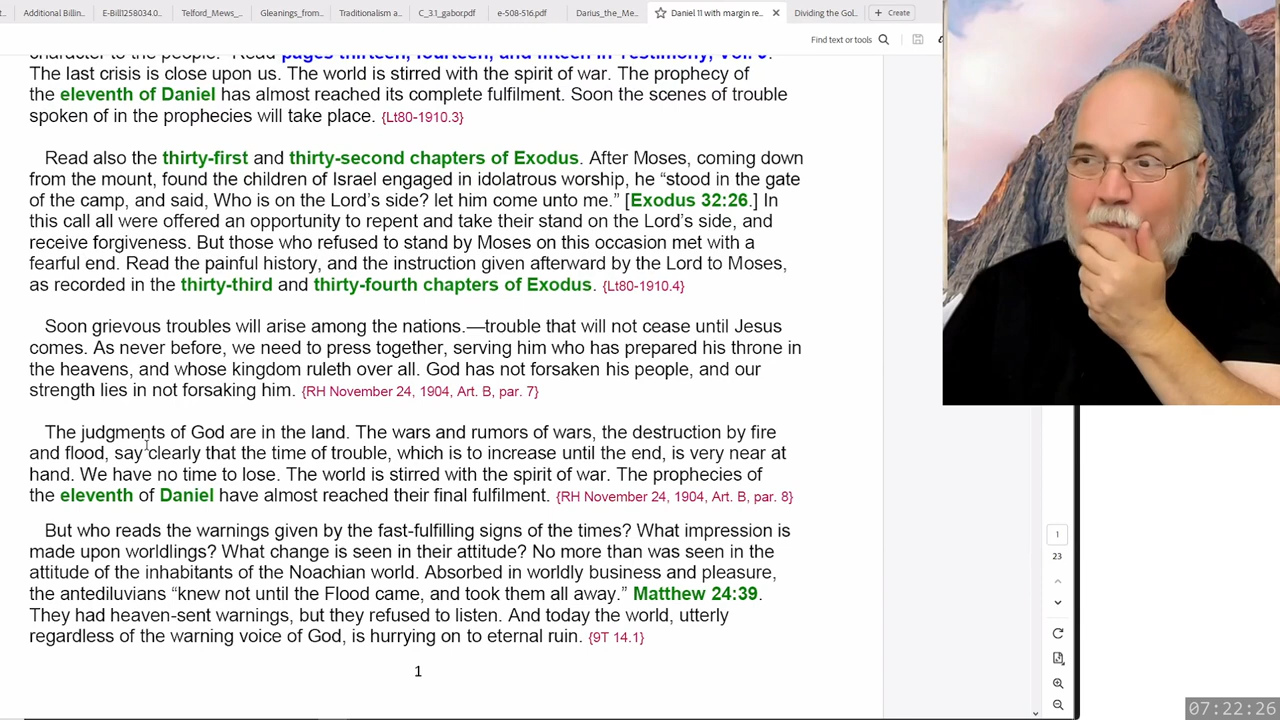 t...
Additional Billin...
E-Bill1258034.0...
Telford_Mews_...
Gleanings_from...
Traditionalism a...
C_3.1_gabor.pdf
e-508-516.pdf
Darius_the_Me...
Daniel 11 with margin re...
Dividing the Gol...
Create
Find text or tools
character to the people." Read pages thirteen, fourteen, and fifteen in Testimony, Vol. 9.
The last crisis is close upon us. The world is stirred with the spirit of war. The prophecy of
the eleventh of Daniel has almost reached its complete fulfilment. Soon the scenes of trouble
spoken of in the prophecies will take place. {Lt80-1910.3}
Read also the thirty-first and thirty-second chapters of Exodus. After Moses, coming down
from the mount, found the children of Israel engaged in idolatrous worship, he “stood in the gate
of the camp, and said, Who is on the Lord’s side? let him come unto me.” [Exodus 32:26.] In
this call all were offered an opportunity to repent and take their stand on the Lord’s side, and
receive forgiveness. But those who refused to stand by Moses on this occasion met with a
fearful end. Read the painful history, and the instruction given afterward by the Lord to Moses,
as recorded in the thirty-third and thirty-fourth chapters of Exodus. {Lt80-1910.4}
Soon grievous troubles will arise among the nations.—trouble that will not cease until Jesus
comes. As never before, we need to press together, serving him who has prepared his throne in
the heavens, and whose kingdom ruleth over all. God has not forsaken his people, and our
strength lies in not forsaking him. {RH November 24, 1904, Art. B, par. 7}
The judgments of God are in the land. The wars and rumors of wars, the destruction by fire
and flood, say clearly that the time of trouble, which is to increase until the end, is very near at
hand. We have no time to lose. The world is stirred with the spirit of war. The prophecies of
the eleventh of Daniel have almost reached their final fulfilment. {RH November 24, 1904, Art. B, par. 8}
But who reads the warnings given by the fast-fulfilling signs of the times? What impression is
made upon worldlings? What change is seen in their attitude? No more than was seen in the
attitude of the inhabitants of the Noachian world. Absorbed in worldly business and pleasure,
the antediluvians “knew not until the Flood came, and took them all away.” Matthew 24:39.
They had heaven-sent warnings, but they refused to listen. And today the world, utterly
regardless of the warning voice of God, is hurrying on to eternal ruin. {9T 14.1}
1
1
23
07:22:26